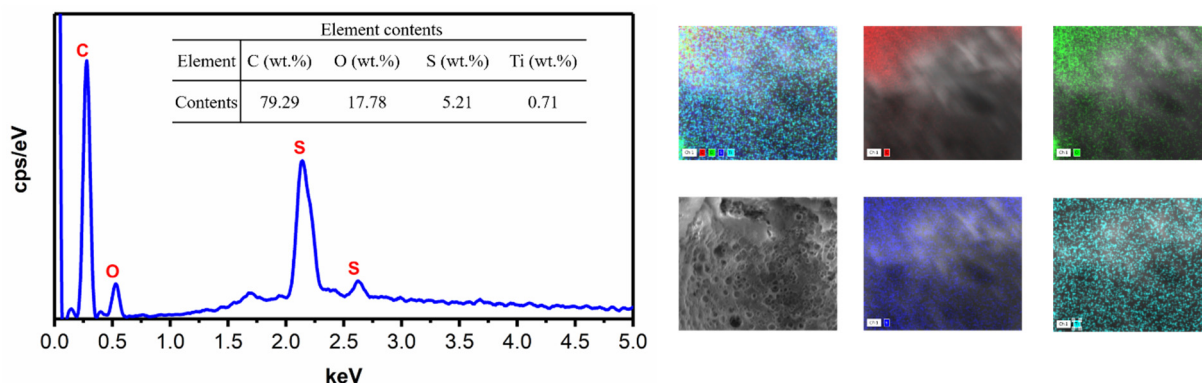 Element contents
Element C (wt.%) O (wt.%) S (wt.%) Ti (wt.%)
Contents 79.29 17.78 5.21 0.71
C
O
S
S
cps/eV
0.0 0.5 1.0 1.5 2.0 2.5 3.0 3.5 4.0 4.5 5.0
keV